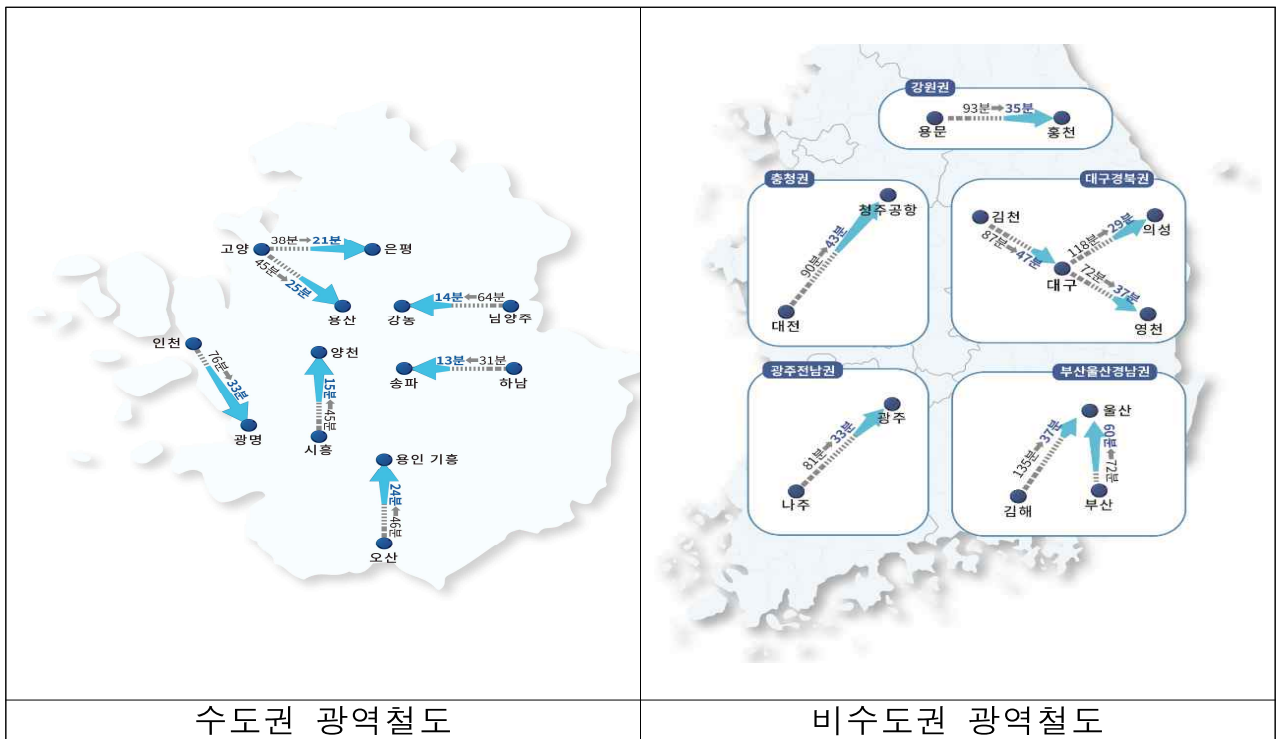 고양
38분➡21분
은평
45분➡25분
용산
14분⬅64분
강동
남양주
인천
76분➡33분
광명
양천
15분⬅45분
시흥
13분⬅31분
송파
하남
용인 기흥
24분⬅46분
오산
수도권 광역철도
강원권
93분➡35분
용문
홍천
충청권
청주공항
90분➡43분
대전
대구경북권
김천
87분➡47분
118분➡29분
의성
대구
72분➡37분
영천
광주전남권
광주
81분➡33분
나주
부산울산경남권
울산
135분➡37분
60분⬅72분
김해
부산
비수도권 광역철도